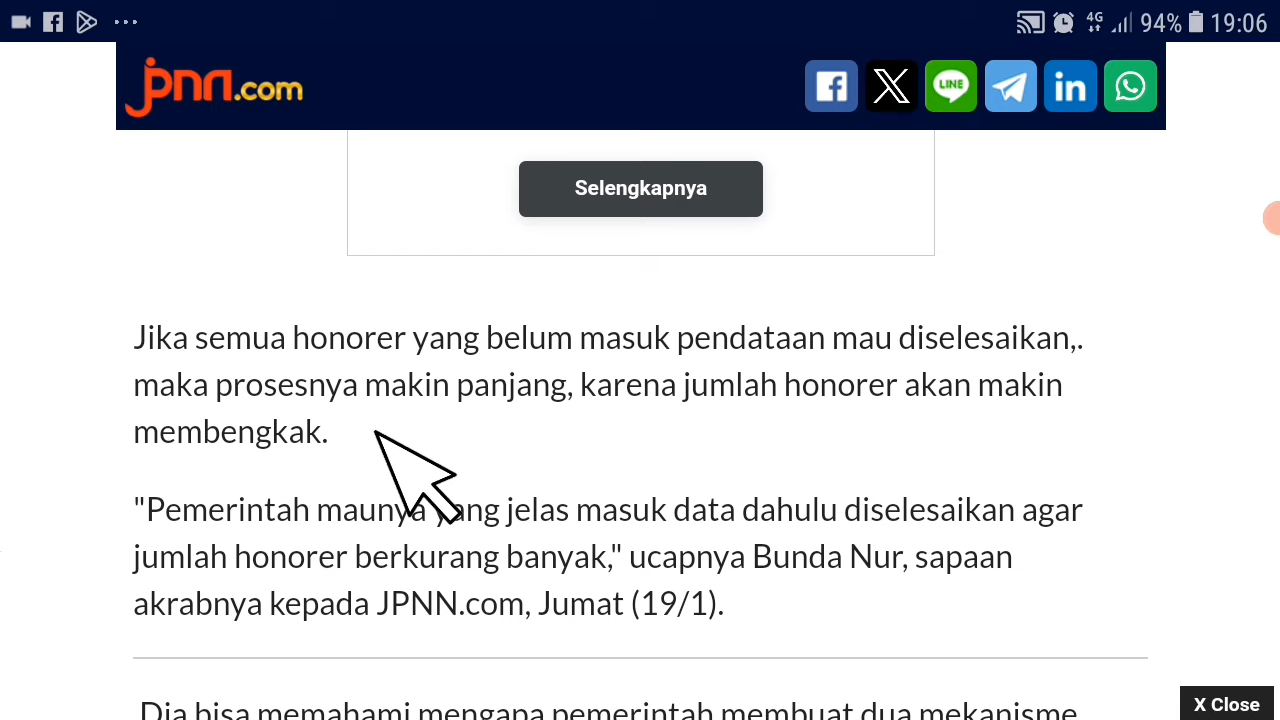 94% 19:06
jpnn.com
LINE
Selengkapnya
Jika semua honorer yang belum masuk pendataan mau diselesaikan,.
maka prosesnya makin panjang, karena jumlah honorer akan makin
membengkak.
"Pemerintah maunya yang jelas masuk data dahulu diselesaikan agar
jumlah honorer berkurang banyak," ucapnya Bunda Nur, sapaan
akrabnya kepada JPNN.com, Jumat (19/1).
Dia bisa memahami mengapa pemerintah membuat dua mekanisme
X Close